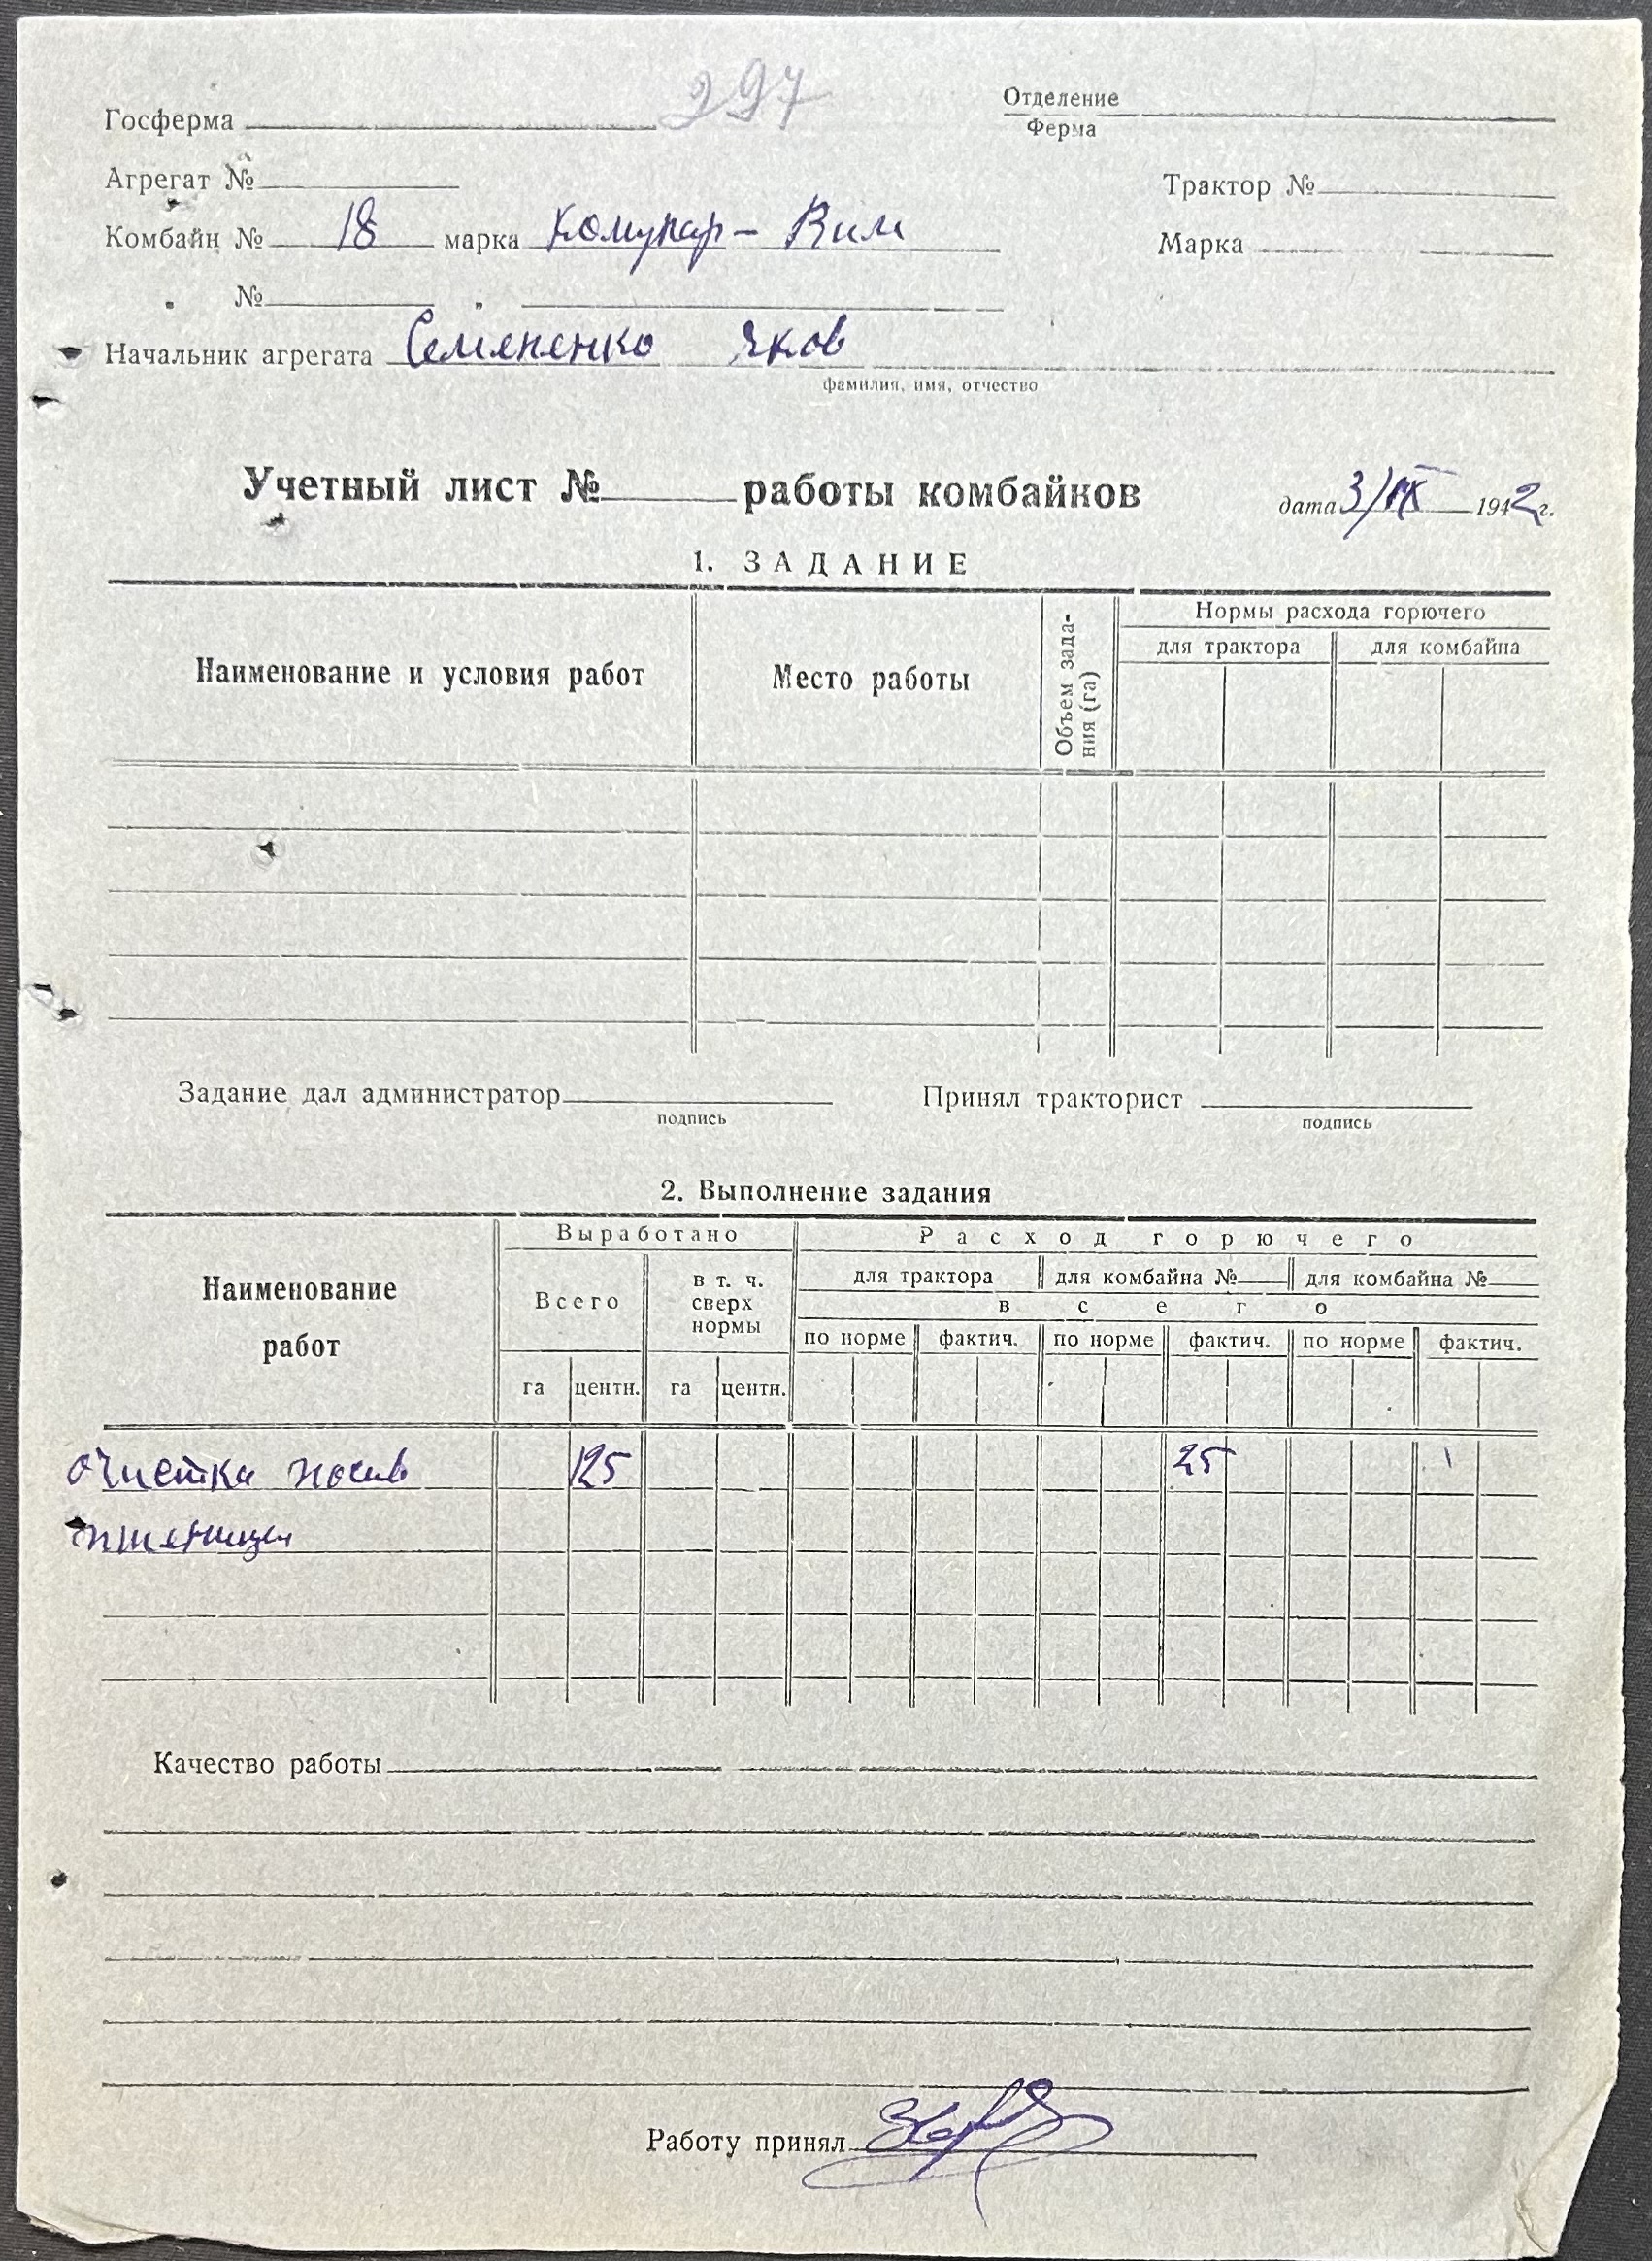 297
Госферма
Отделение
Ферма
Агрегат №
Трактор №
Комбайн № 18 марка Комунар - Вим
Марка
" № "
Начальник агрегата Семененко Яков
фамилия, имя, отчество
Учетный лист № работы комбайнов дата 3/IX 1942 г.
1. ЗАДАНИЕ
Наименование и условия работ
Место работы
Объем зада-
ния (га)
Нормы расхода горючего
для трактора для комбайна
Задание дал администратор Принял тракторист
подпись подпись
2. Выполнение задания
Наименование
работ
Выработано
Всего
в т. ч.
сверх
нормы
га центн. га центн.
Расход горючего
для трактора для комбайна № для комбайна №
всего
по норме фактич. по норме фактич. по норме фактич.
очистка посив 125 25
пшеницы
Качество работы
Работу принял